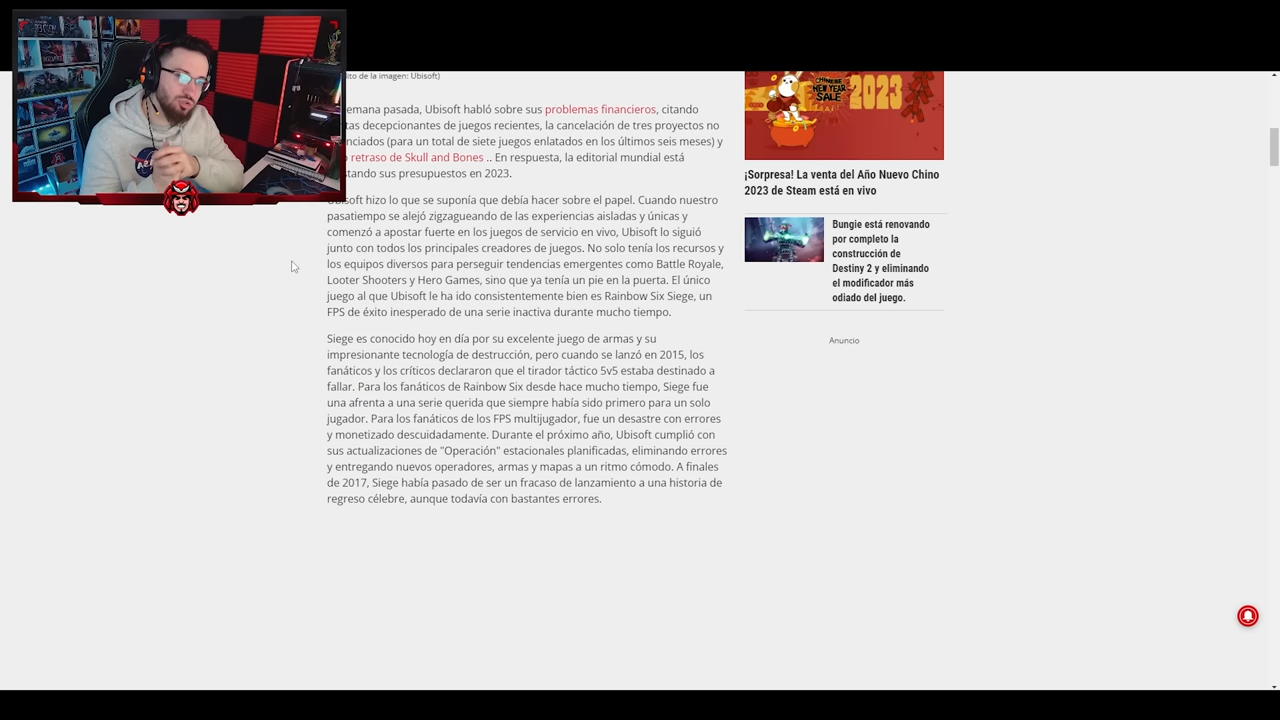 ito de la imagen: Ubisoft)
emana pasada, Ubisoft habló sobre sus problemas financieros, citando
tas decepcionantes de juegos recientes, la cancelación de tres proyectos no
nciados (para un total de siete juegos enlatados en los últimos seis meses) y
retraso de Skull and Bones .. En respuesta, la editorial mundial está
stando sus presupuestos en 2023.
Ubisoft hizo lo que se suponía que debía hacer sobre el papel. Cuando nuestro
pasatiempo se alejó zigzagueando de las experiencias aisladas y únicas y
comenzó a apostar fuerte en los juegos de servicio en vivo, Ubisoft lo siguió
junto con todos los principales creadores de juegos. No solo tenía los recursos y
los equipos diversos para perseguir tendencias emergentes como Battle Royale,
Looter Shooters y Hero Games, sino que ya tenía un pie en la puerta. El único
juego al que Ubisoft le ha ido consistentemente bien es Rainbow Six Siege, un
FPS de éxito inesperado de una serie inactiva durante mucho tiempo.
Siege es conocido hoy en día por su excelente juego de armas y su
impresionante tecnología de destrucción, pero cuando se lanzó en 2015, los
fanáticos y los críticos declararon que el tirador táctico 5v5 estaba destinado a
fallar. Para los fanáticos de Rainbow Six desde hace mucho tiempo, Siege fue
una afrenta a una serie querida que siempre había sido primero para un solo
jugador. Para los fanáticos de los FPS multijugador, fue un desastre con errores
y monetizado descuidadamente. Durante el próximo año, Ubisoft cumplió con
sus actualizaciones de "Operación" estacionales planificadas, eliminando errores
y entregando nuevos operadores, armas y mapas a un ritmo cómodo. A finales
de 2017, Siege había pasado de ser un fracaso de lanzamiento a una historia de
regreso célebre, aunque todavía con bastantes errores.
CHINESE
NEW YEAR
SALE
2023
¡Sorpresa! La venta del Año Nuevo Chino
2023 de Steam está en vivo
Bungie está renovando
por completo la
construcción de
Destiny 2 y eliminando
el modificador más
odiado del juego.
Anuncio